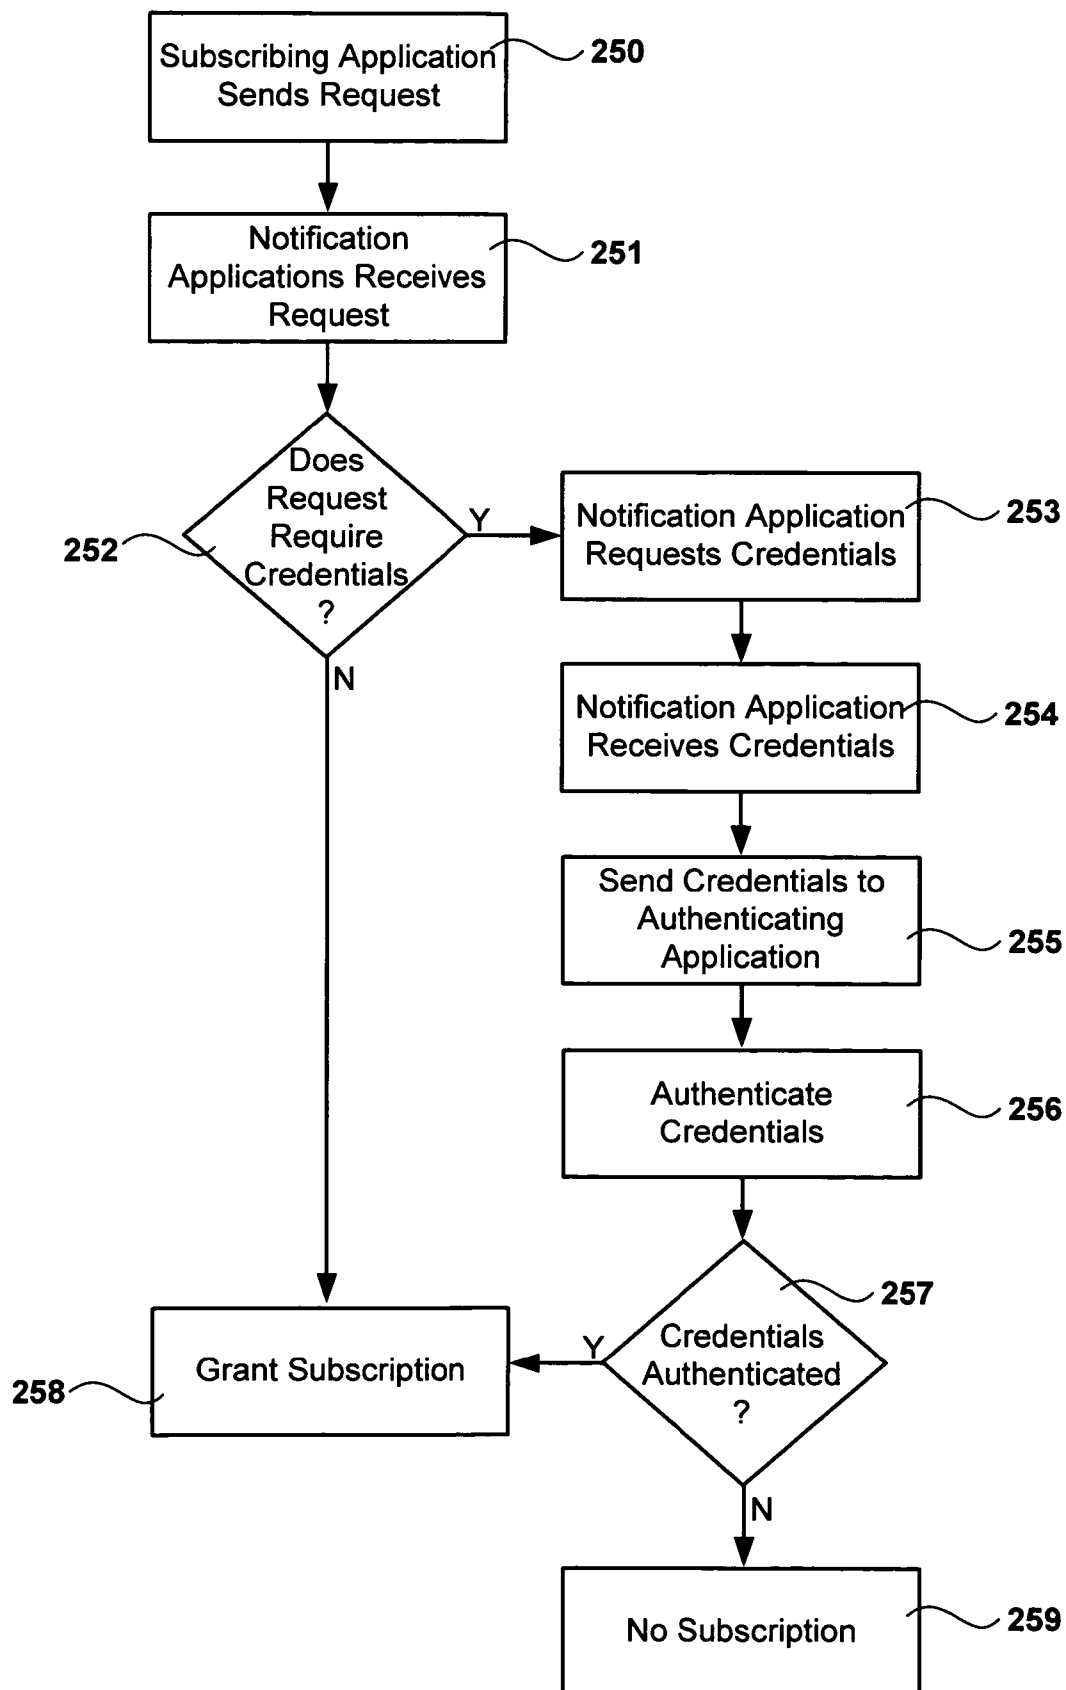 Subscribing Application
Sends Request
250
Notification
Applications Receives
Request
251
Does
Request
Require
Credentials
?
252
Y
N
Notification Application
Requests Credentials
253
Notification Application
Receives Credentials
254
Send Credentials to
Authenticating
Application
255
Authenticate
Credentials
256
257
Credentials
Authenticated
?
Y
N
Grant Subscription
258
No Subscription
259